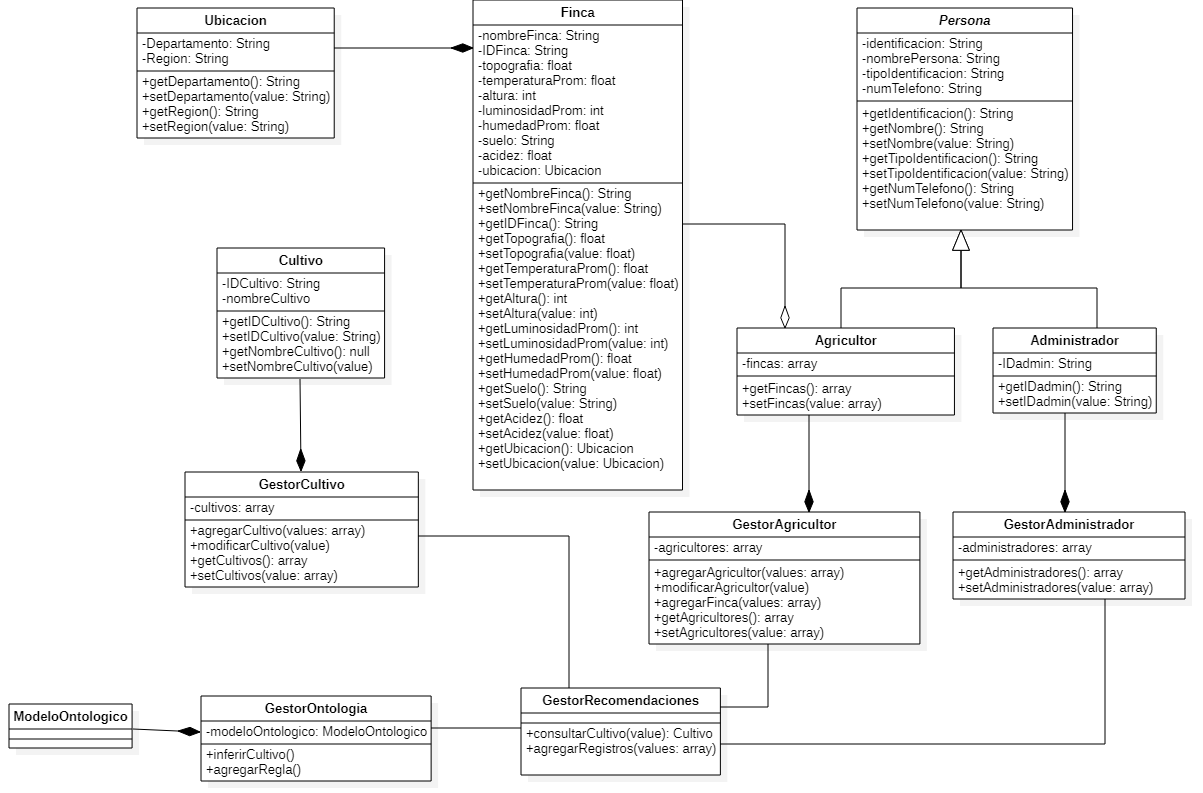 Ubicacion
-Departamento: String
-Region: String
+getDepartamento(): String
+setDepartamento(value: String)
+getRegion(): String
+setRegion(value: String)
Finca
-nombreFinca: String
-IDFinca: String
-topografia: float
-temperaturaProm: float
-altura: int
-luminosidadProm: int
-humedadProm: float
-suelo: String
-acidez: float
-ubicacion: Ubicacion
+getNombreFinca(): String
+setNombreFinca(value: String)
+getIDFinca(): String
+getTopografia(): float
+setTopografia(value: float)
+getTemperaturaProm(): float
+setTemperaturaProm(value: float)
+getAltura(): int
+setAltura(value: int)
+getLuminosidadProm(): int
+setLuminosidadProm(value: int)
+getHumedadProm(): float
+setHumedadProm(value: float)
+getSuelo(): String
+setSuelo(value: String)
+getAcidez(): float
+setAcidez(value: float)
+getUbicacion(): Ubicacion
+setUbicacion(value: Ubicacion)
Persona
-identificacion: String
-nombrePersona: String
-tipoIdentificacion: String
-numTelefono: String
+getIdentificacion(): String
+getNombre(): String
+setNombre(value: String)
+getTipoIdentificacion(): String
+setTipoIdentificacion(value: String)
+getNumTelefono(): String
+setNumTelefono(value: String)
Cultivo
-IDCultivo: String
-nombreCultivo
+getIDCultivo(): String
+setIDCultivo(value: String)
+getNombreCultivo(): null
+setNombreCultivo(value)
Agricultor
-fincas: array
+getFincas(): array
+setFincas(value: array)
Administrador
-IDadmin: String
+getIDadmin(): String
+setIDadmin(value: String)
GestorCultivo
-cultivos: array
+agregarCultivo(values: array)
+modificarCultivo(value)
+getCultivos(): array
+setCultivos(value: array)
GestorAgricultor
-agricultores: array
+agregarAgricultor(values: array)
+modificarAgricultor(value)
+agregarFinca(values: array)
+getAgricultores(): array
+setAgricultores(value: array)
GestorAdministrador
-administradores: array
+getAdministradores(): array
+setAdministradores(value: array)
ModeloOntologico
GestorOntologia
-modeloOntologico: ModeloOntologico
+inferirCultivo()
+agregarRegla()
GestorRecomendaciones
+consultarCultivo(value): Cultivo
+agregarRegistros(values: array)